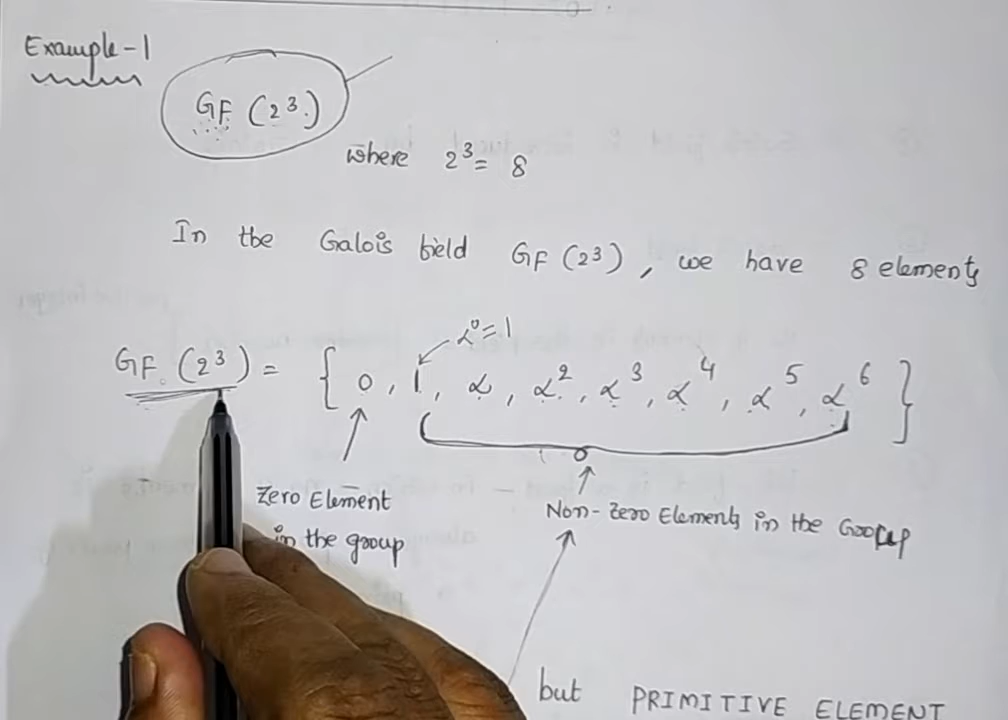 Example-1
GF (2³)
where 2³= 8
In the Galois field GF (2³), we have 8 elements
α⁰=1
GF (2³) = { 0, 1, α, α², α³, α⁴, α⁵, α⁶ }
Zero Element
in the group
Non-Zero Elements in the Group
but PRIMITIVE ELEMENT